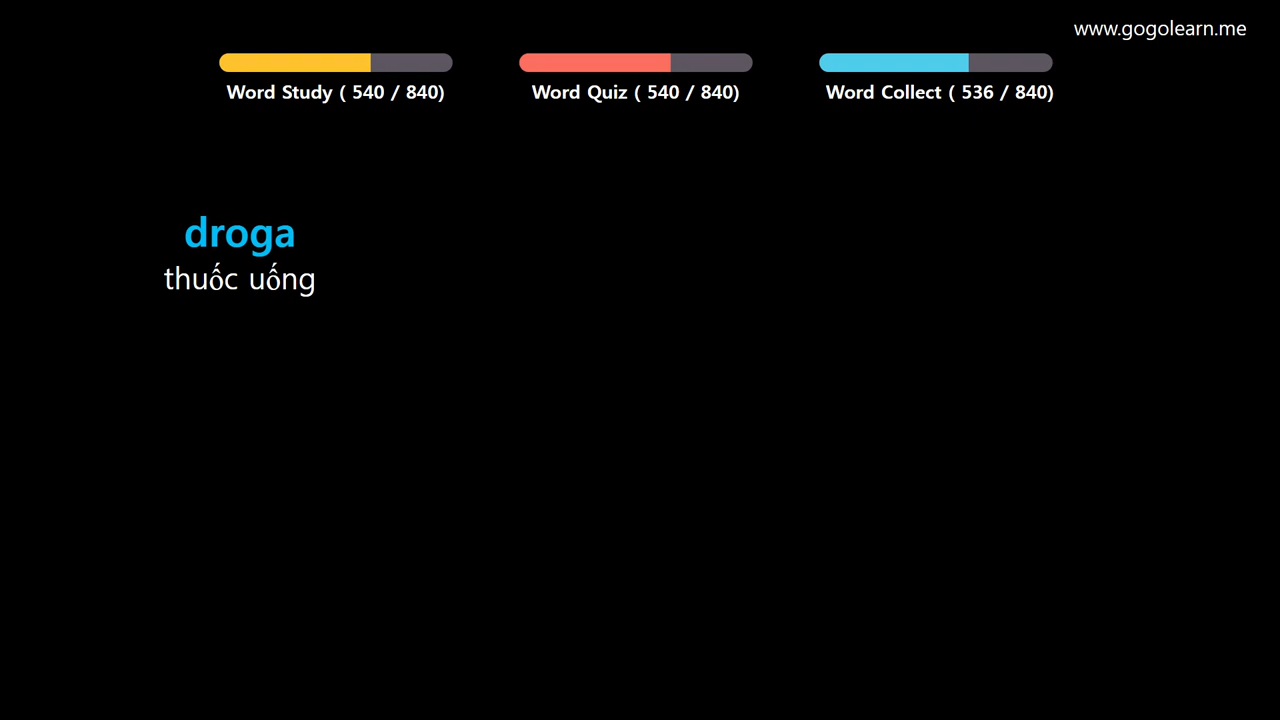 www.gogolearn.me
Word Study ( 540 / 840)
Word Quiz ( 540 / 840)
Word Collect ( 536 / 840)
droga
thuốc uống